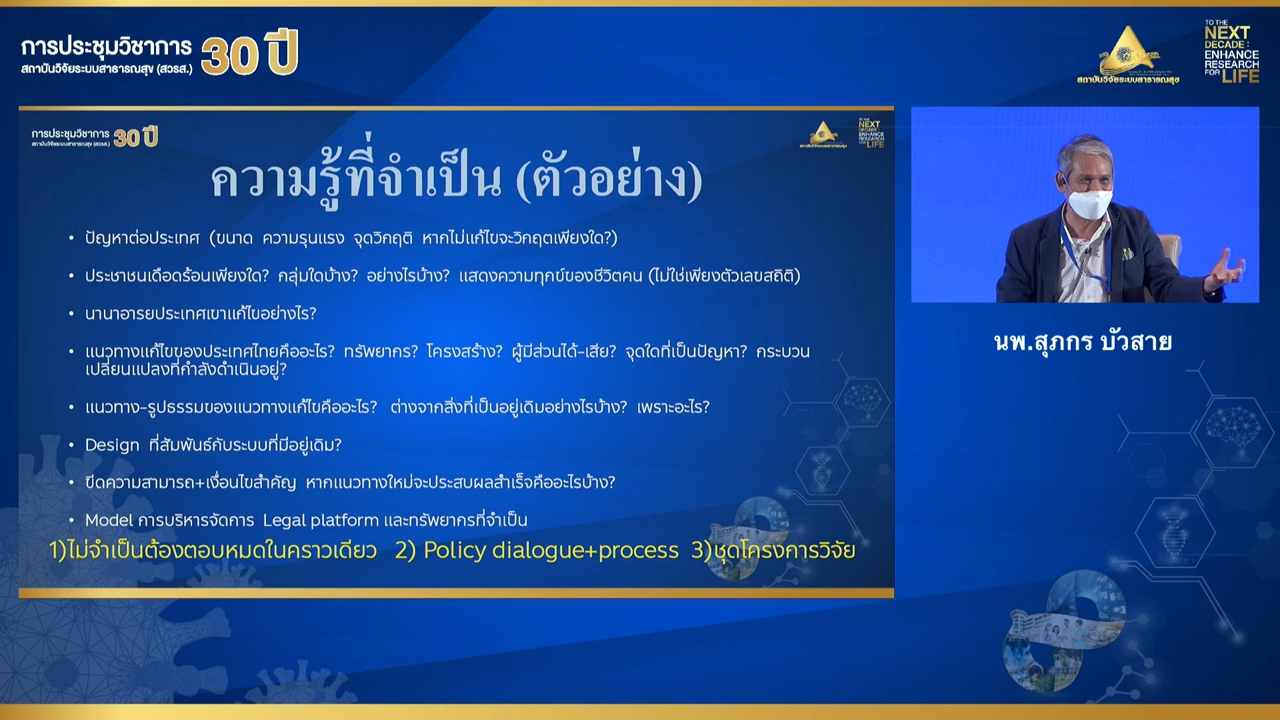 การประชุมวิชาการ 30 ปี
สถาบันวิจัยระบบสาธารณสุข (สวรส.)
สถาบันวิจัยระบบสาธารณสุข
TO THE
NEXT
DECADE :
ENHANCE
RESEARCH
FOR LIFE
การประชุมวิชาการ 30 ปี
สถาบันวิจัยระบบสาธารณสุข (สวรส.)
สถาบันวิจัยระบบสาธารณสุข
TO THE
NEXT
DECADE :
ENHANCE
RESEARCH
FOR LIFE
ความรู้ที่จำเป็น (ตัวอย่าง)
• ปัญหาต่อประเทศ (ขนาด ความรุนแรง จุดวิกฤติ หากไม่แก้ไขจะวิกฤตเพียงใด?)
• ประชาชนเดือดร้อนเพียงใด? กลุ่มใดบ้าง? อย่างไรบ้าง? แสดงความทุกข์ของชีวิตคน (ไม่ใช่เพียงตัวเลขสถิติ)
• นานาอารยประเทศเขาแก้ไขอย่างไร?
• แนวทางแก้ไขของประเทศไทยคืออะไร? ทรัพยากร? โครงสร้าง? ผู้มีส่วนได้-เสีย? จุดใดที่เป็นปัญหา? กระบวน
เปลี่ยนแปลงที่กำลังดำเนินอยู่?
• แนวทาง-รูปธรรมของแนวทางแก้ไขคืออะไร? ต่างจากสิ่งที่เป็นอยู่เดิมอย่างไรบ้าง? เพราะอะไร?
• Design ที่สัมพันธ์กับระบบที่มีอยู่เดิม?
• ขีดความสามารถ+เงื่อนไขสำคัญ หากแนวทางใหม่จะประสบผลสำเร็จคืออะไรบ้าง?
• Model การบริหารจัดการ Legal platform และทรัพยากรที่จำเป็น
1)ไม่จำเป็นต้องตอบหมดในคราวเดียว 2) Policy dialogue+process 3)ชุดโครงการวิจัย
นพ.สุภกร บัวสาย